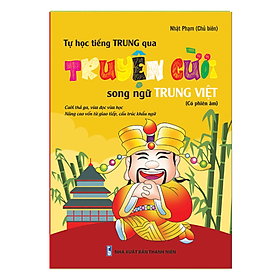 Nhật Phạm (Chủ biên)
Tự học tiếng TRUNG qua
TRUYỆN CƯỜI
song ngữ TRUNG VIỆT
(Có phiên âm)
Cười thả ga, vừa đọc vừa học
Nâng cao vốn từ giao tiếp, cấu trúc khẩu ngữ
NHÀ XUẤT BẢN THANH NIÊN